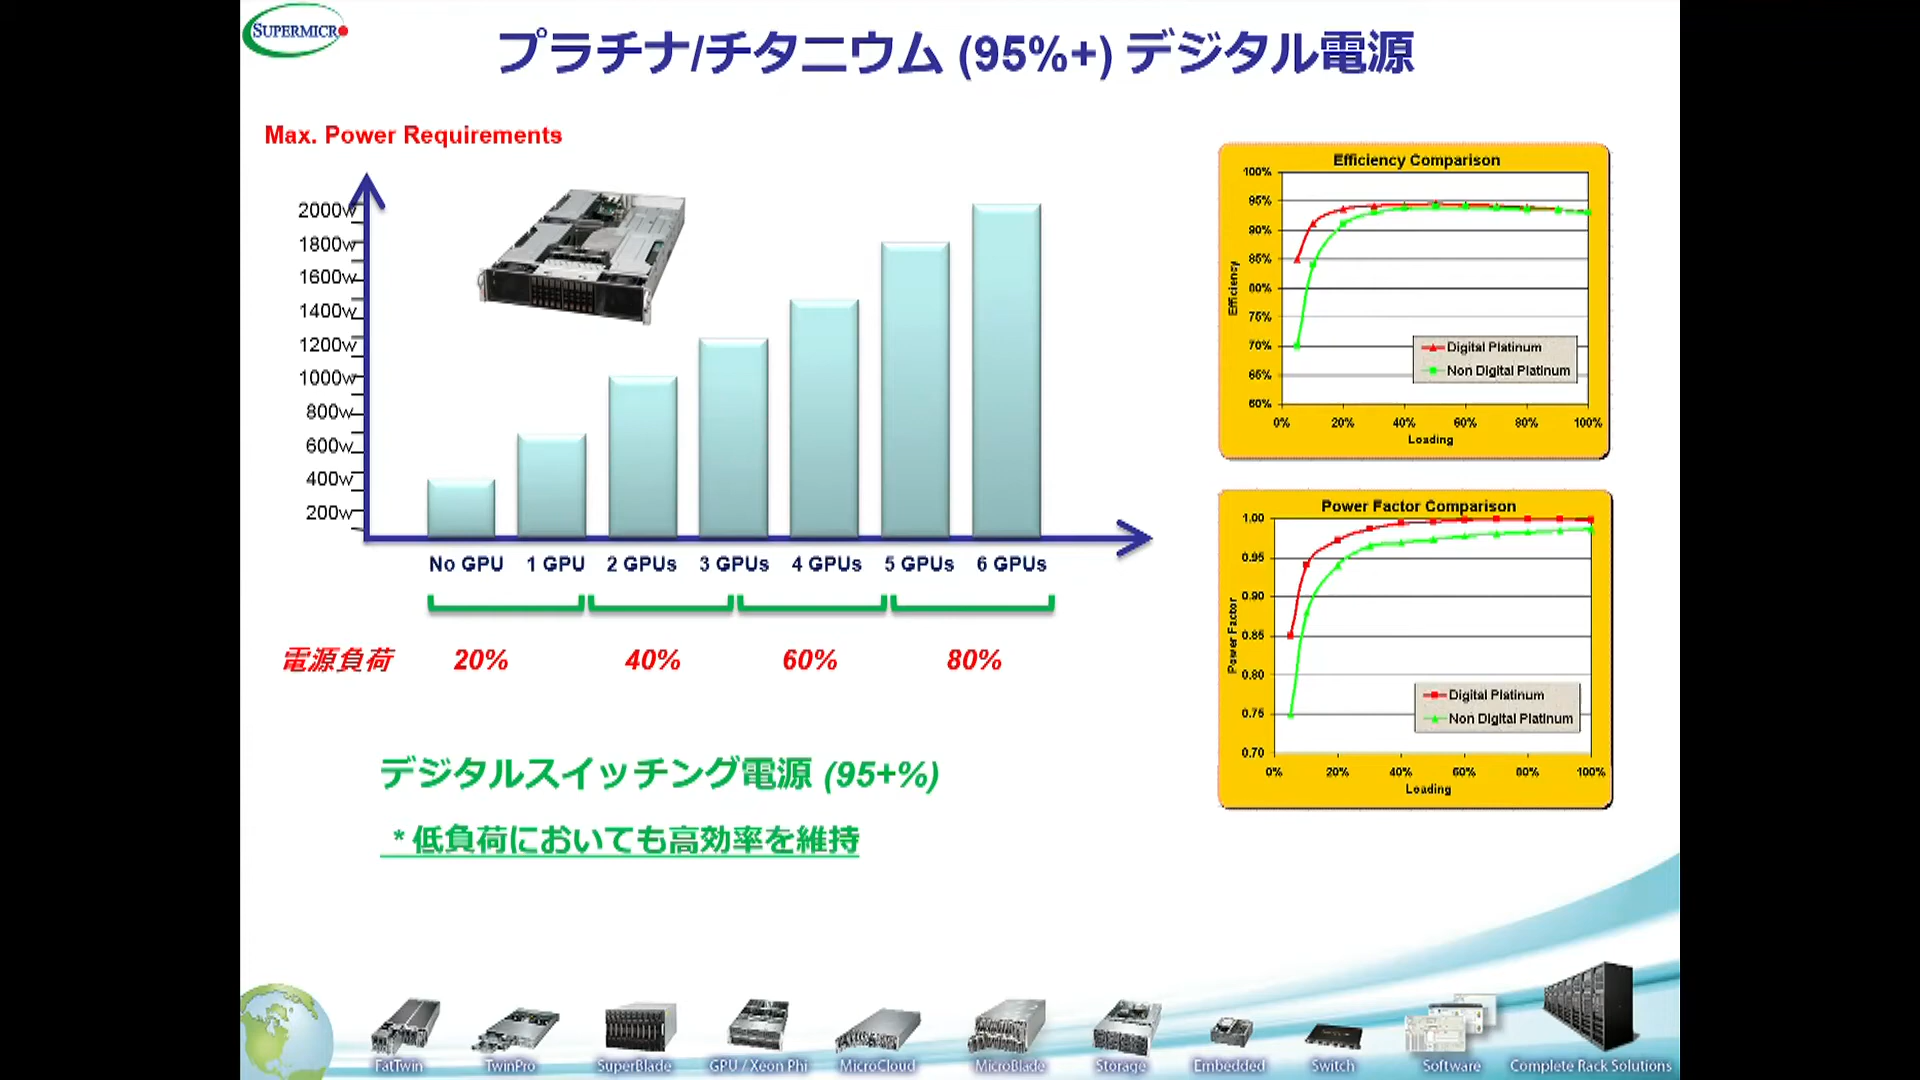 SUPERMICR
プラチナ/チタニウム (95%+) デジタル電源
Max. Power Requirements
2000w
1800w
1600w
1400w
1200w
1000w
800w
600w
400w
200w
No GPU 1 GPU 2 GPUs 3 GPUs 4 GPUs 5 GPUs 6 GPUs
電源負荷 20% 40% 60% 80%
デジタルスイッチング電源 (95+%)
* 低負荷においても高効率を維持
Efficiency Comparison
100%
95%
90%
85%
80%
75%
70%
65%
60%
Efficiency
Digital Platinum
Non Digital Platinum
0% 20% 40% 60% 80% 100%
Loading
Power Factor Comparison
1.00
0.95
0.90
0.85
0.80
0.75
0.70
Power Factor
Digital Platinum
Non Digital Platinum
0% 20% 40% 60% 80% 100%
Loading
FatTwin TwinPro SuperBlade GPU / Xeon Phi MicroCloud MicroBlade Storage Embedded Switch Software Complete Rack Solutions